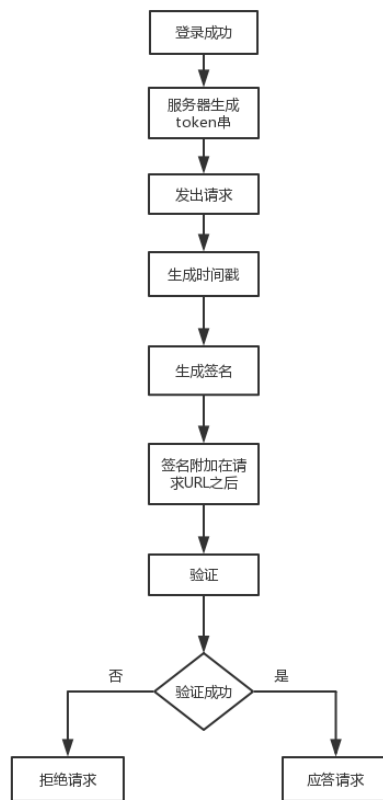 登录成功
服务器生成
token串
发出请求
生成时间戳
生成签名
签名附加在请
求URL之后
验证
验证成功
否
是
拒绝请求
应答请求